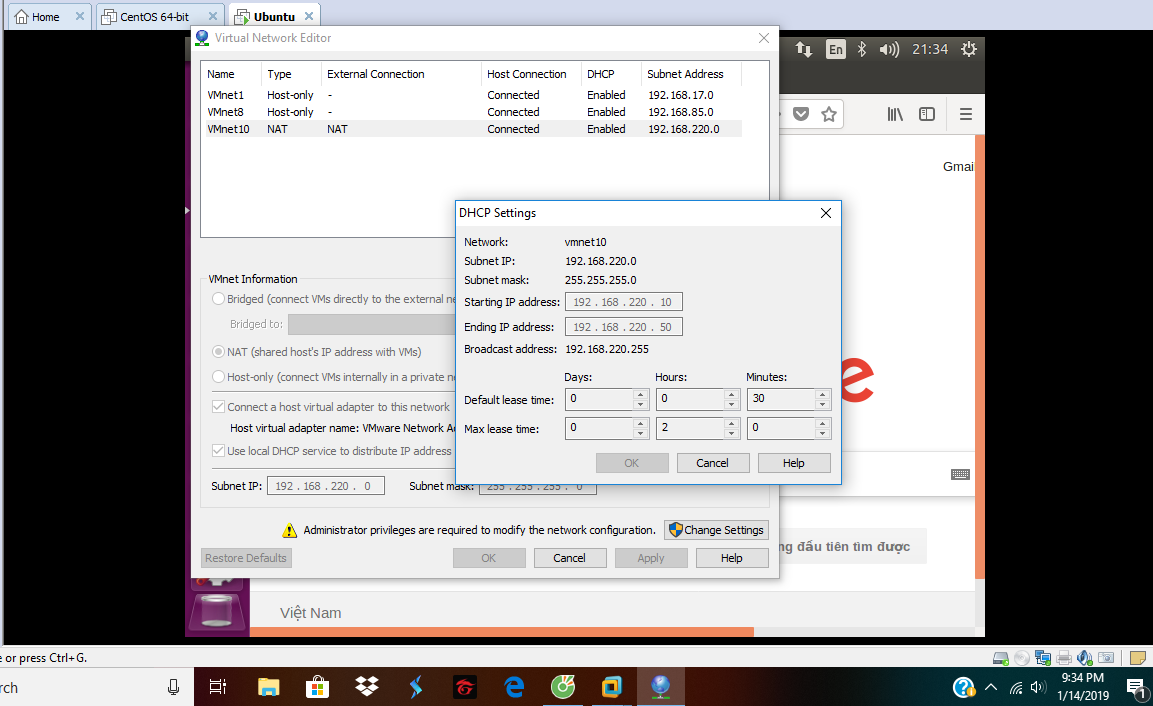 Home CentOS 64-bit Ubuntu
Virtual Network Editor
En 21:34
Name Type External Connection Host Connection DHCP Subnet Address
VMnet1 Host-only - Connected Enabled 192.168.17.0
VMnet8 Host-only - Connected Enabled 192.168.85.0
VMnet10 NAT NAT Connected Enabled 192.168.220.0
Gmai
DHCP Settings
Network: vmnet10
Subnet IP: 192.168.220.0
Subnet mask: 255.255.255.0
Starting IP address: 192 . 168 . 220 . 10
Ending IP address: 192 . 168 . 220 . 50
Broadcast address: 192.168.220.255
Days: Hours: Minutes:
Default lease time: 0 0 30
Max lease time: 0 2 0
OK Cancel Help
VMnet Information
Bridged (connect VMs directly to the external ne
Bridged to:
NAT (shared host's IP address with VMs)
Host-only (connect VMs internally in a private ne
Connect a host virtual adapter to this network
Host virtual adapter name: VMware Network Ad
Use local DHCP service to distribute IP address
Subnet IP: 192 . 168 . 220 . 0 Subnet mask: 255 . 255 . 255 . 0
Administrator privileges are required to modify the network configuration. Change Settings
Restore Defaults OK Cancel Apply Help
e
ng đầu tiên tìm được
Việt Nam
e or press Ctrl+G.
rch
9:34 PM
1/14/2019
1